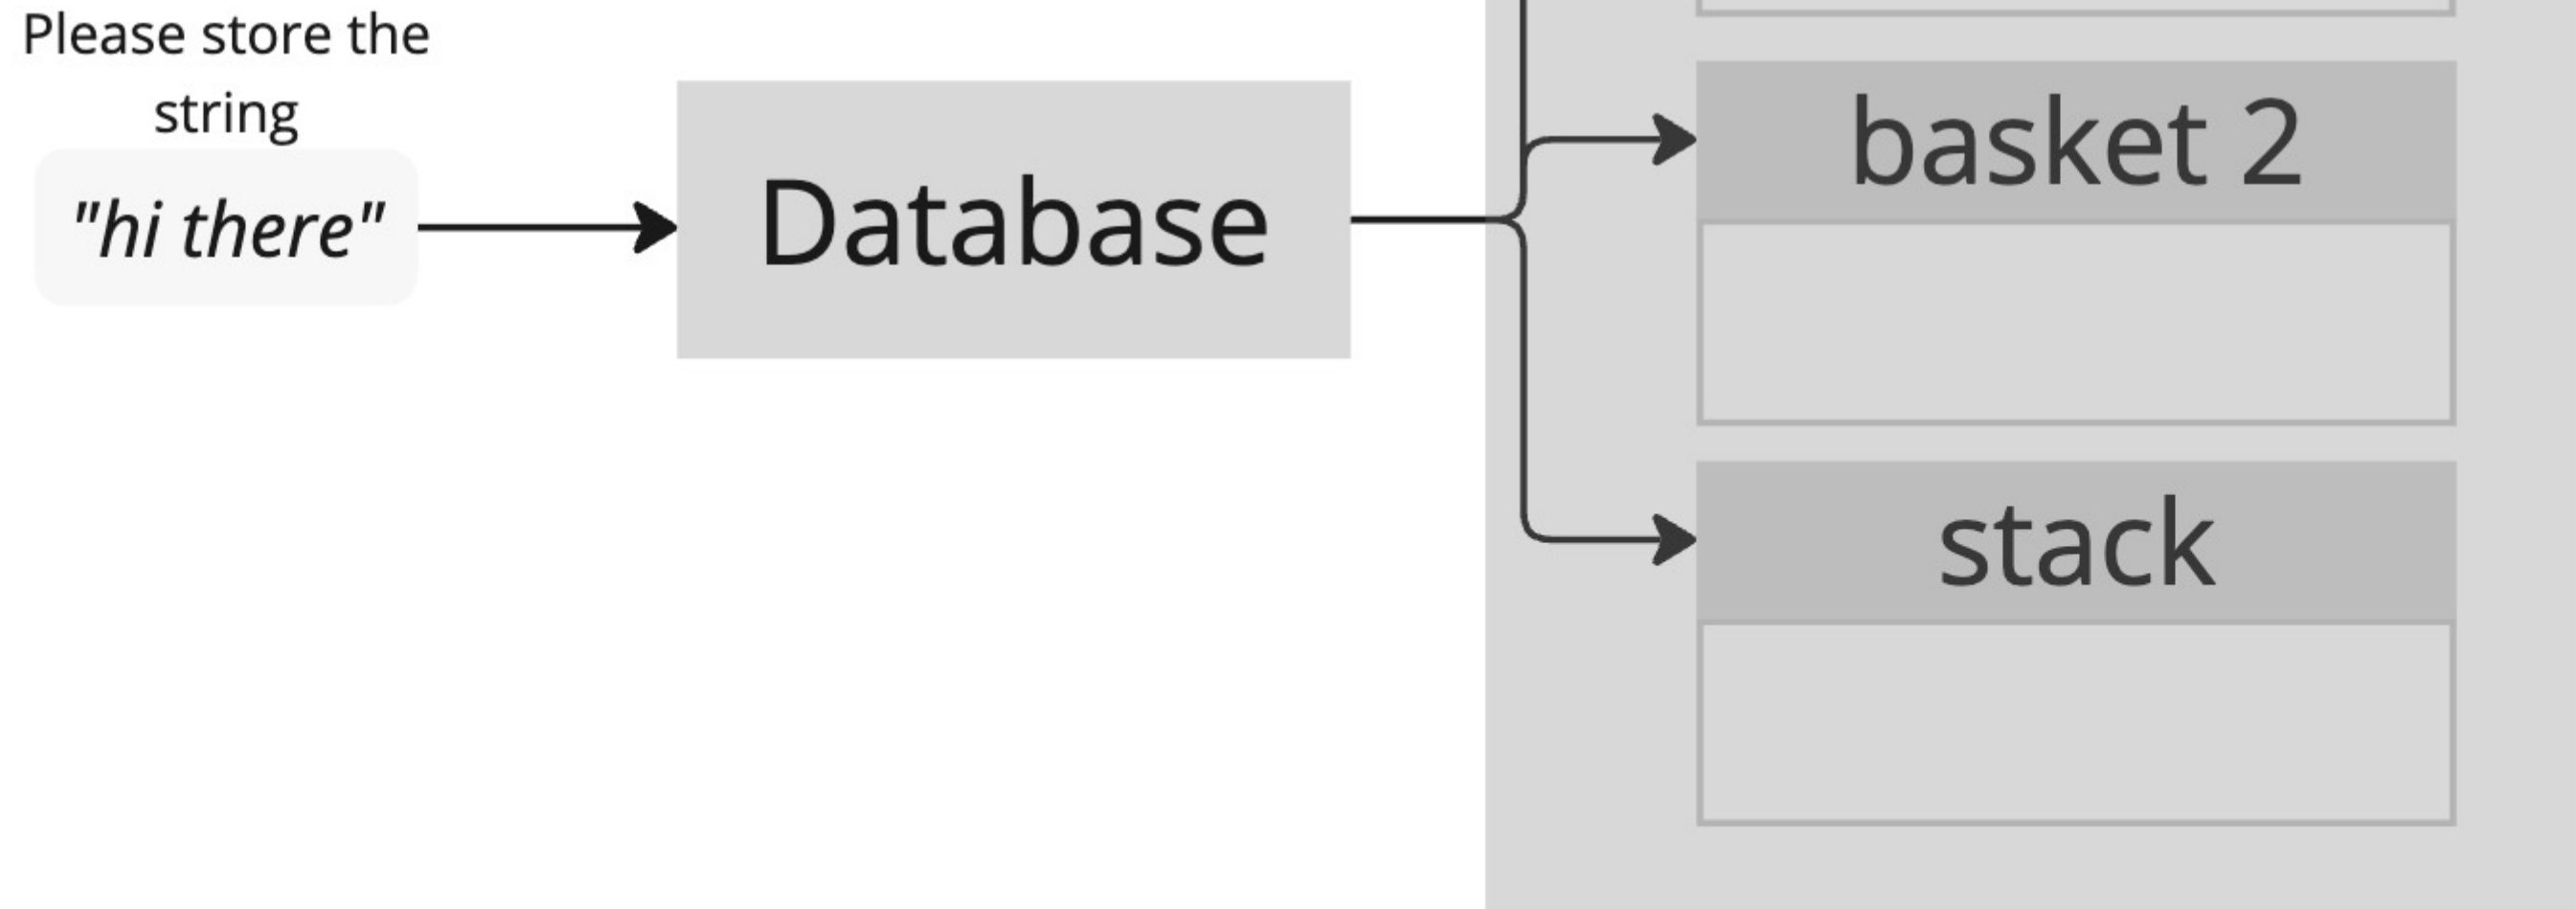 Please store the
string
"hi there"
Database
basket 2
stack